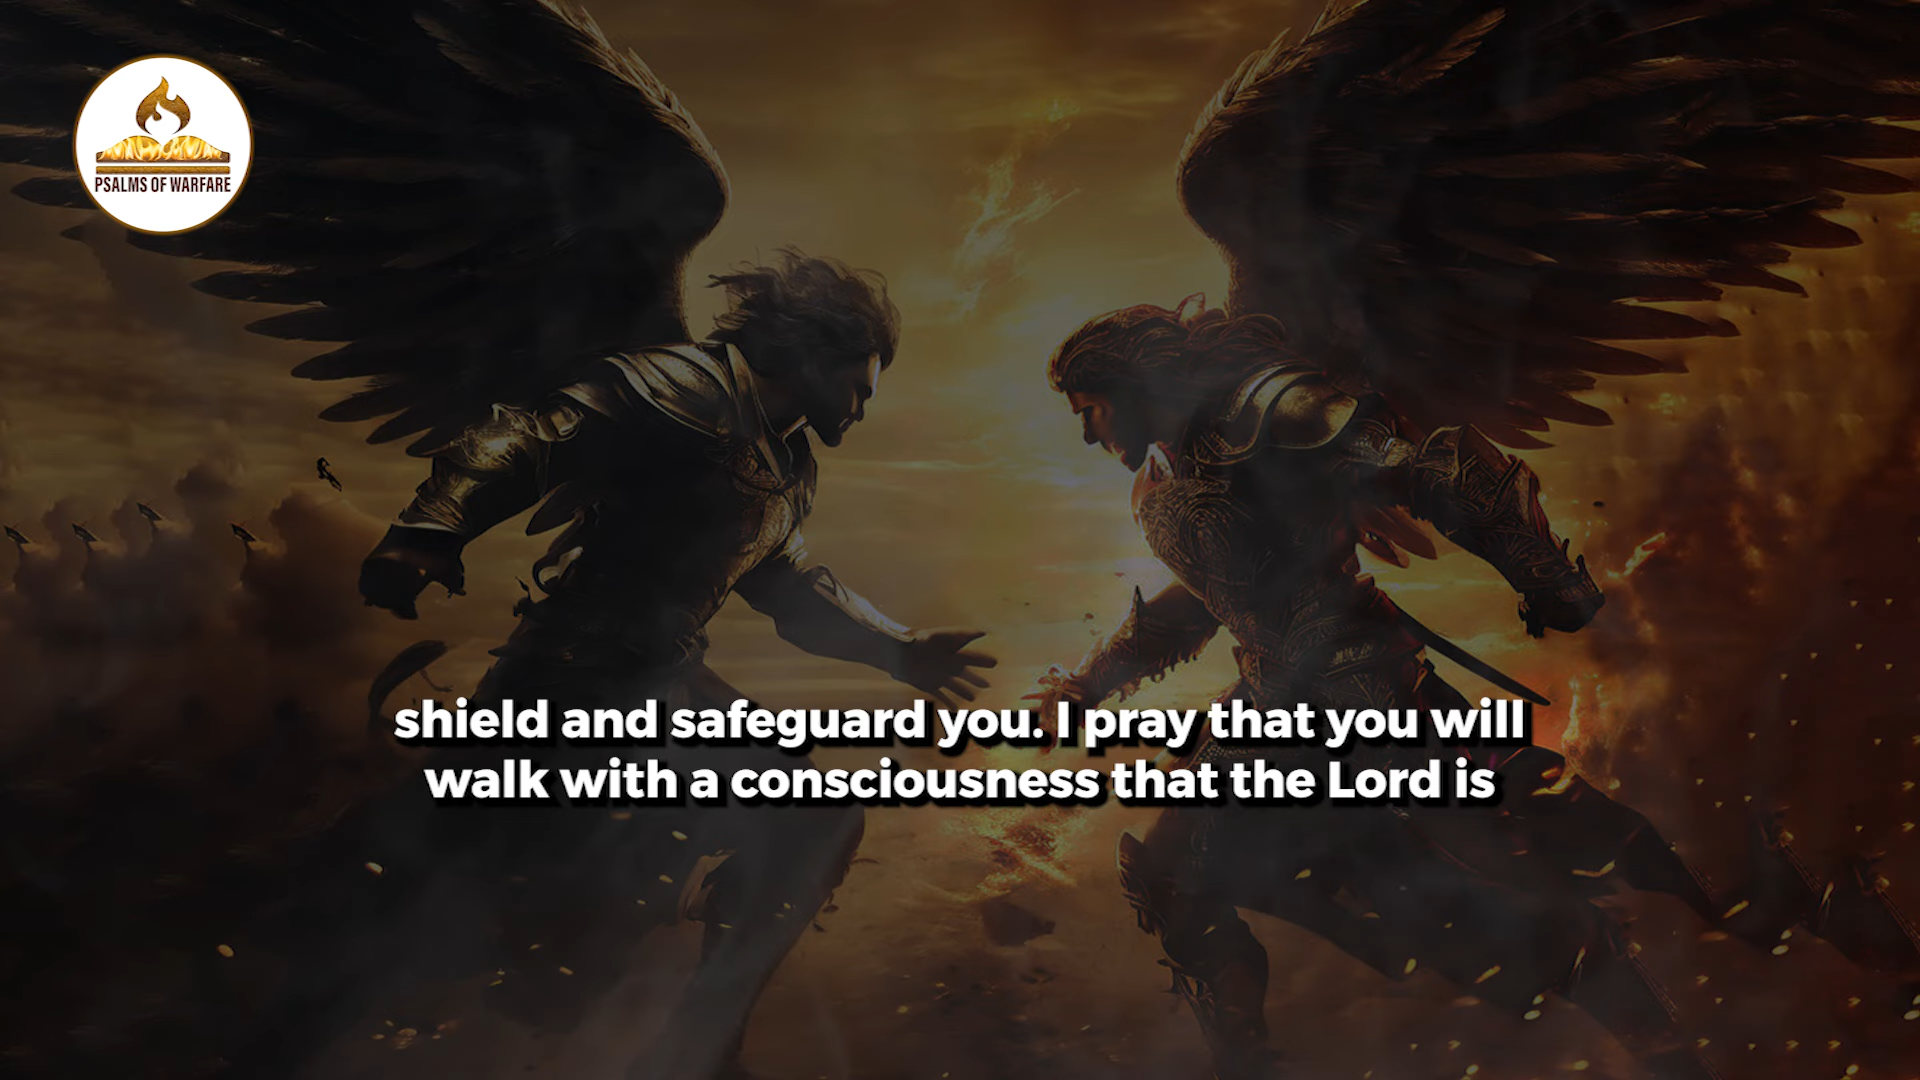 PSALMS OF WARFARE
shield and safeguard you. I pray that you will
walk with a consciousness that the Lord is